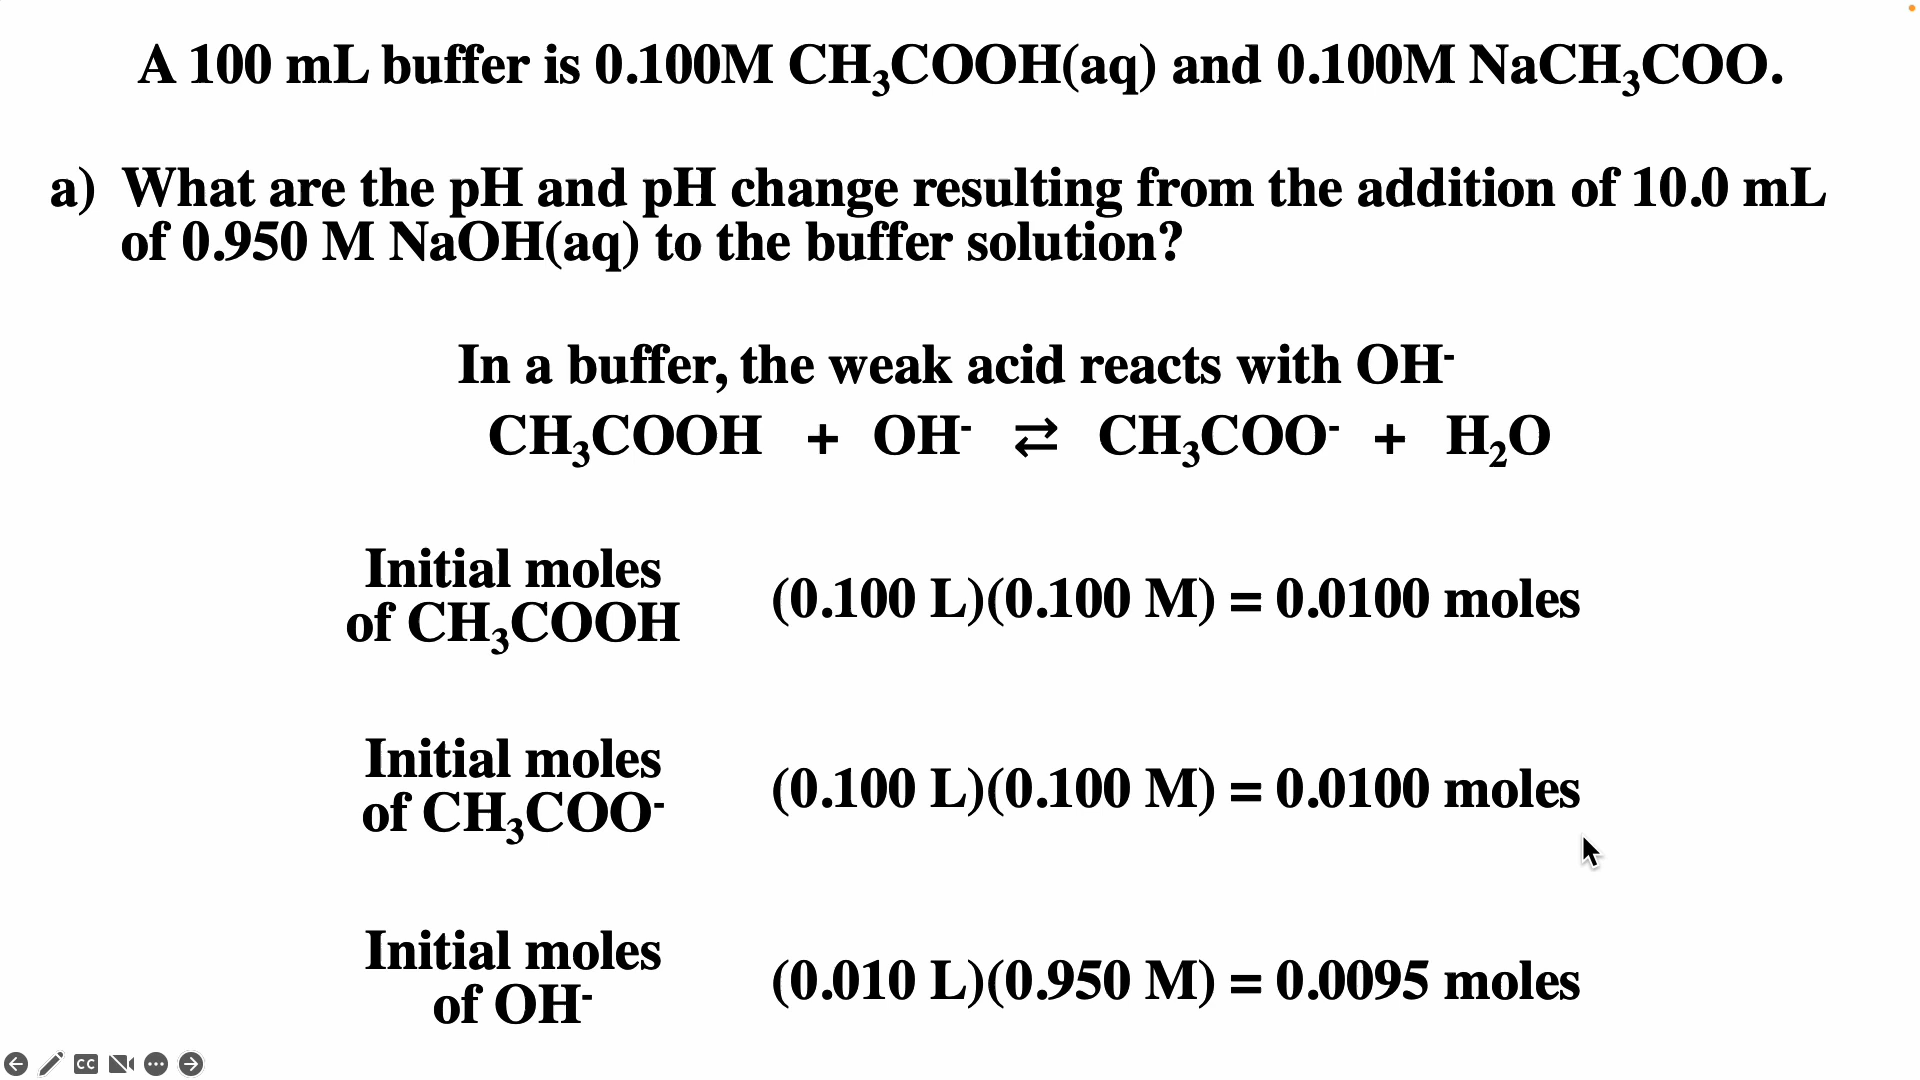 A 100 mL buffer is 0.100M CH₃COOH(aq) and 0.100M NaCH₃COO.
a) What are the pH and pH change resulting from the addition of 10.0 mL
of 0.950 M NaOH(aq) to the buffer solution?
In a buffer, the weak acid reacts with OH⁻
CH₃COOH + OH⁻ ⇄ CH₃COO⁻ + H₂O
Initial moles
of CH₃COOH
(0.100 L)(0.100 M) = 0.0100 moles
Initial moles
of CH₃COO⁻
(0.100 L)(0.100 M) = 0.0100 moles
Initial moles
of OH⁻
(0.010 L)(0.950 M) = 0.0095 moles
CC